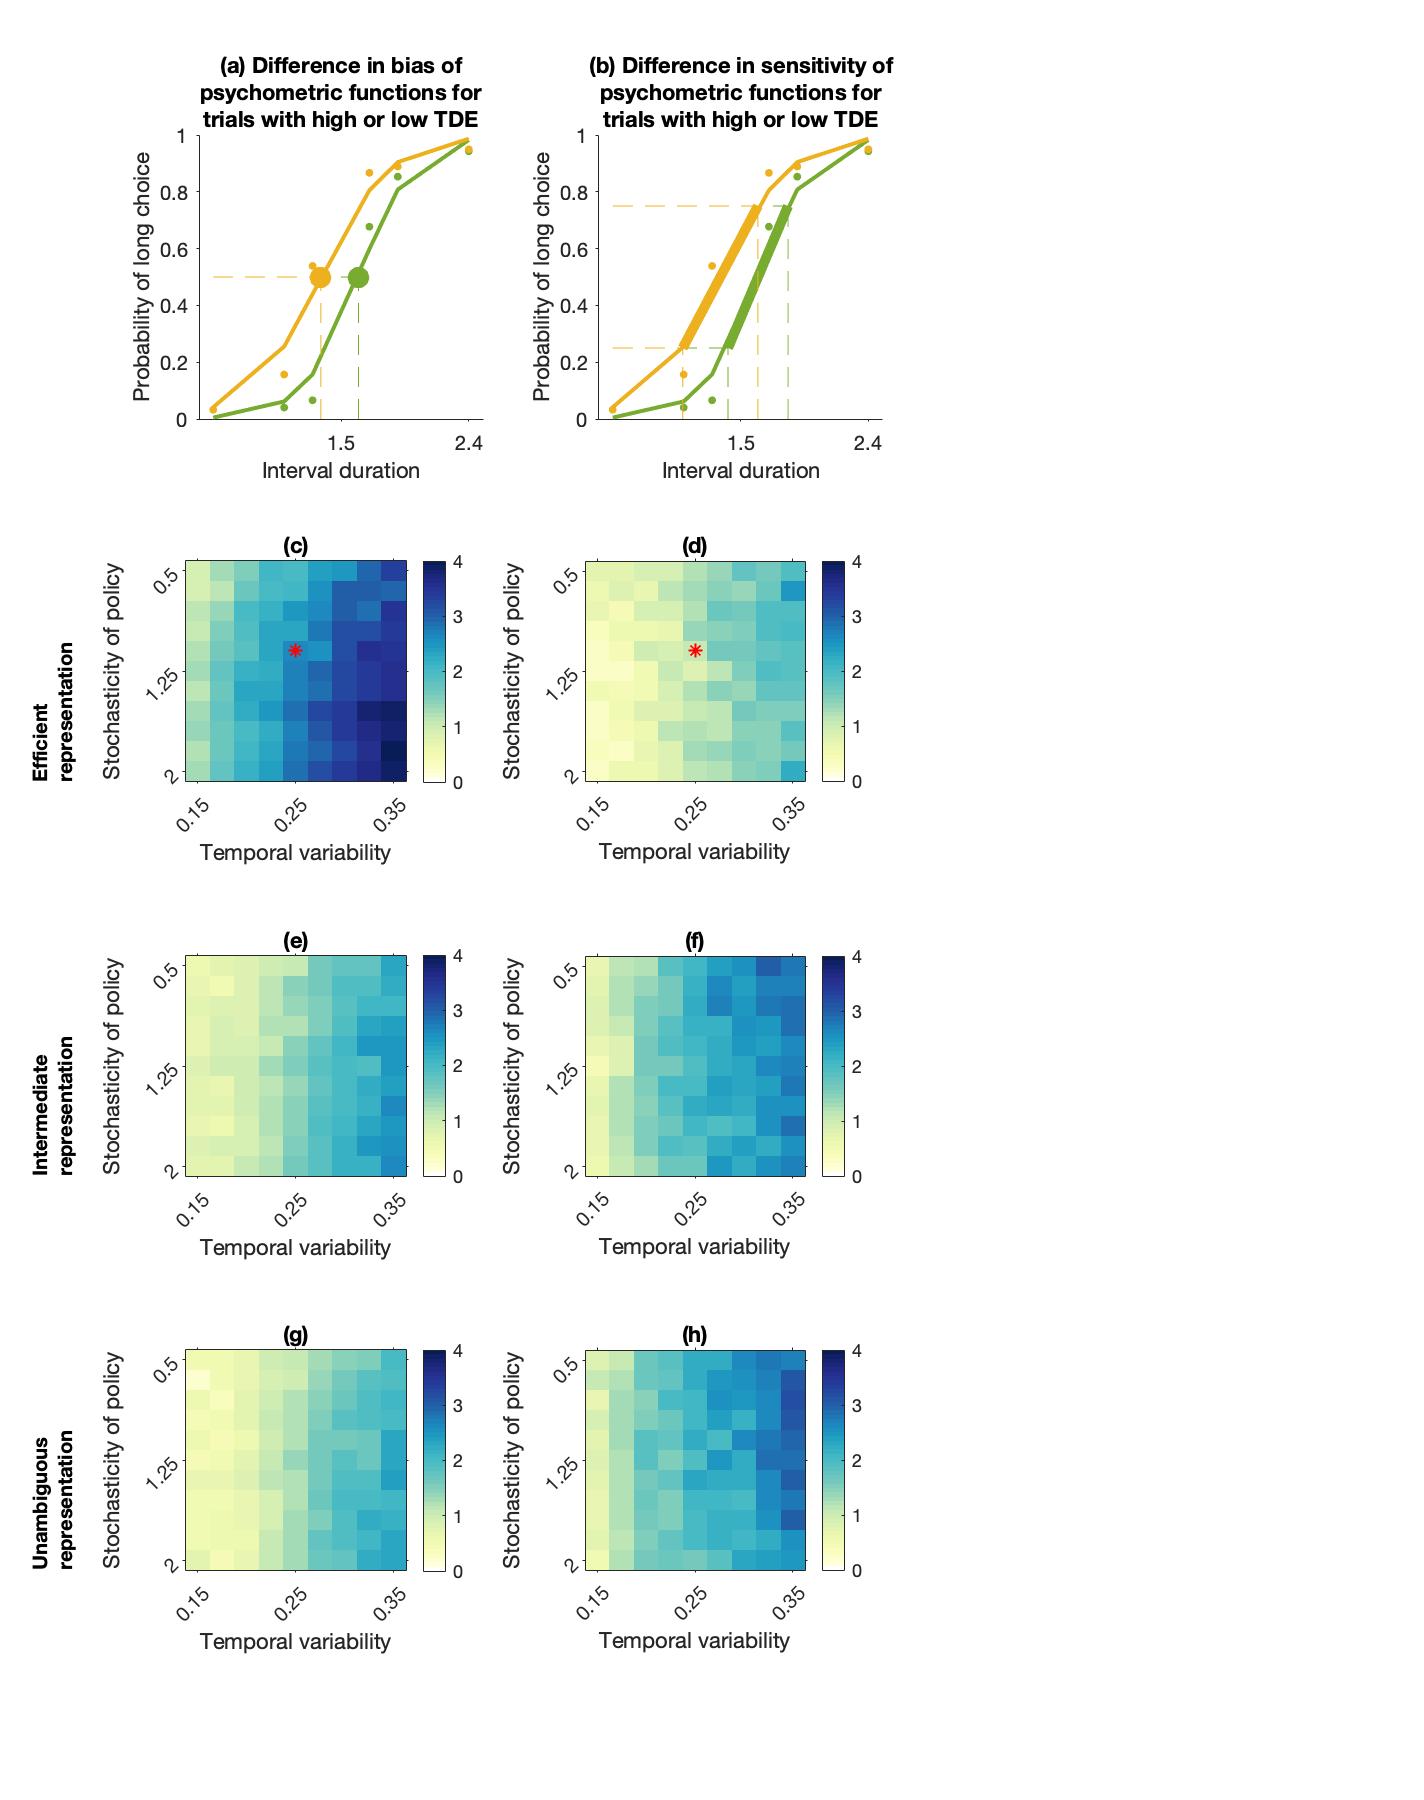 (a) Difference in bias of
psychometric functions for
trials with high or low TDE
1
0.8
0.6
0.4
0.2
0
Probability of long choice
1.5
2.4
Interval duration
(b) Difference in sensitivity of
psychometric functions for
trials with high or low TDE
1
0.8
0.6
0.4
0.2
0
Probability of long choice
1.5
2.4
Interval duration
Efficient
representation
(c)
Stochasticity of policy
0.5
1.25
2
0.15
0.25
0.35
Temporal variability
4
3
2
1
0
(d)
Stochasticity of policy
0.5
1.25
2
0.15
0.25
0.35
Temporal variability
4
3
2
1
0
Intermediate
representation
(e)
Stochasticity of policy
0.5
1.25
2
0.15
0.25
0.35
Temporal variability
4
3
2
1
0
(f)
Stochasticity of policy
0.5
1.25
2
0.15
0.25
0.35
Temporal variability
4
3
2
1
0
Unambiguous
representation
(g)
Stochasticity of policy
0.5
1.25
2
0.15
0.25
0.35
Temporal variability
4
3
2
1
0
(h)
Stochasticity of policy
0.5
1.25
2
0.15
0.25
0.35
Temporal variability
4
3
2
1
0